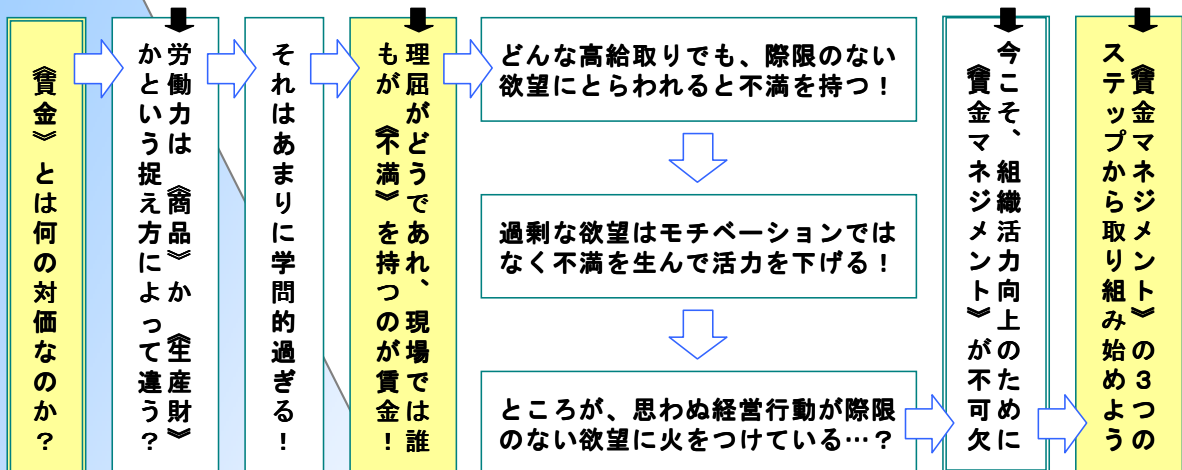 《賃金》とは何の対価なのか？
労働力は《商品》か《生産財》
かという捉え方によって違う？
それはあまりに学問的過ぎる！
理屈がどうであれ、現場では誰
もが《不満》を持つのが賃金！
どんな高給取りでも、際限のない
欲望にとらわれると不満を持つ！
過剰な欲望はモチベーションでは
なく不満を生んで活力を下げる！
ところが、思わぬ経営行動が際限
のない欲望に火をつけている…？
今こそ、組織活力向上のために
《賃金マネジメント》が不可欠
《賃金マネジメント》の３つの
ステップから取り組み始めよう